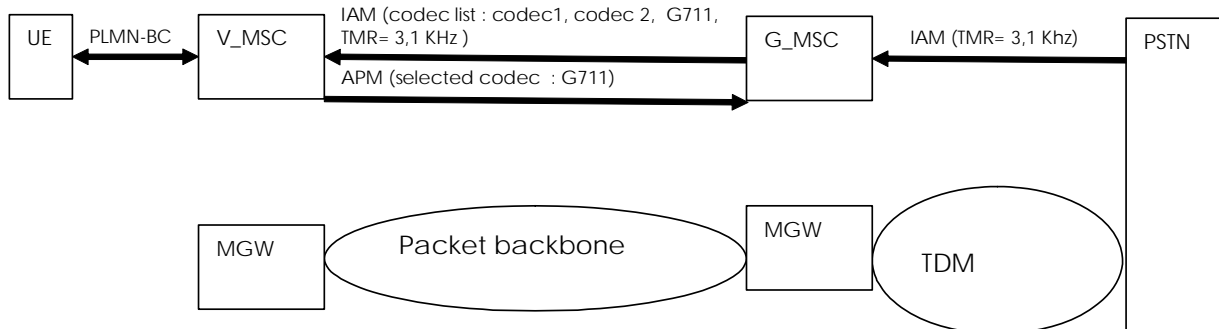 UE
PLMN-BC
V_MSC
IAM (codec list : codec1, codec 2, G711,
TMR= 3,1 Khz )
APM (selected codec : G711)
G_MSC
IAM (TMR= 3,1 Khz)
PSTN
MGW
Packet backbone
MGW
TDM